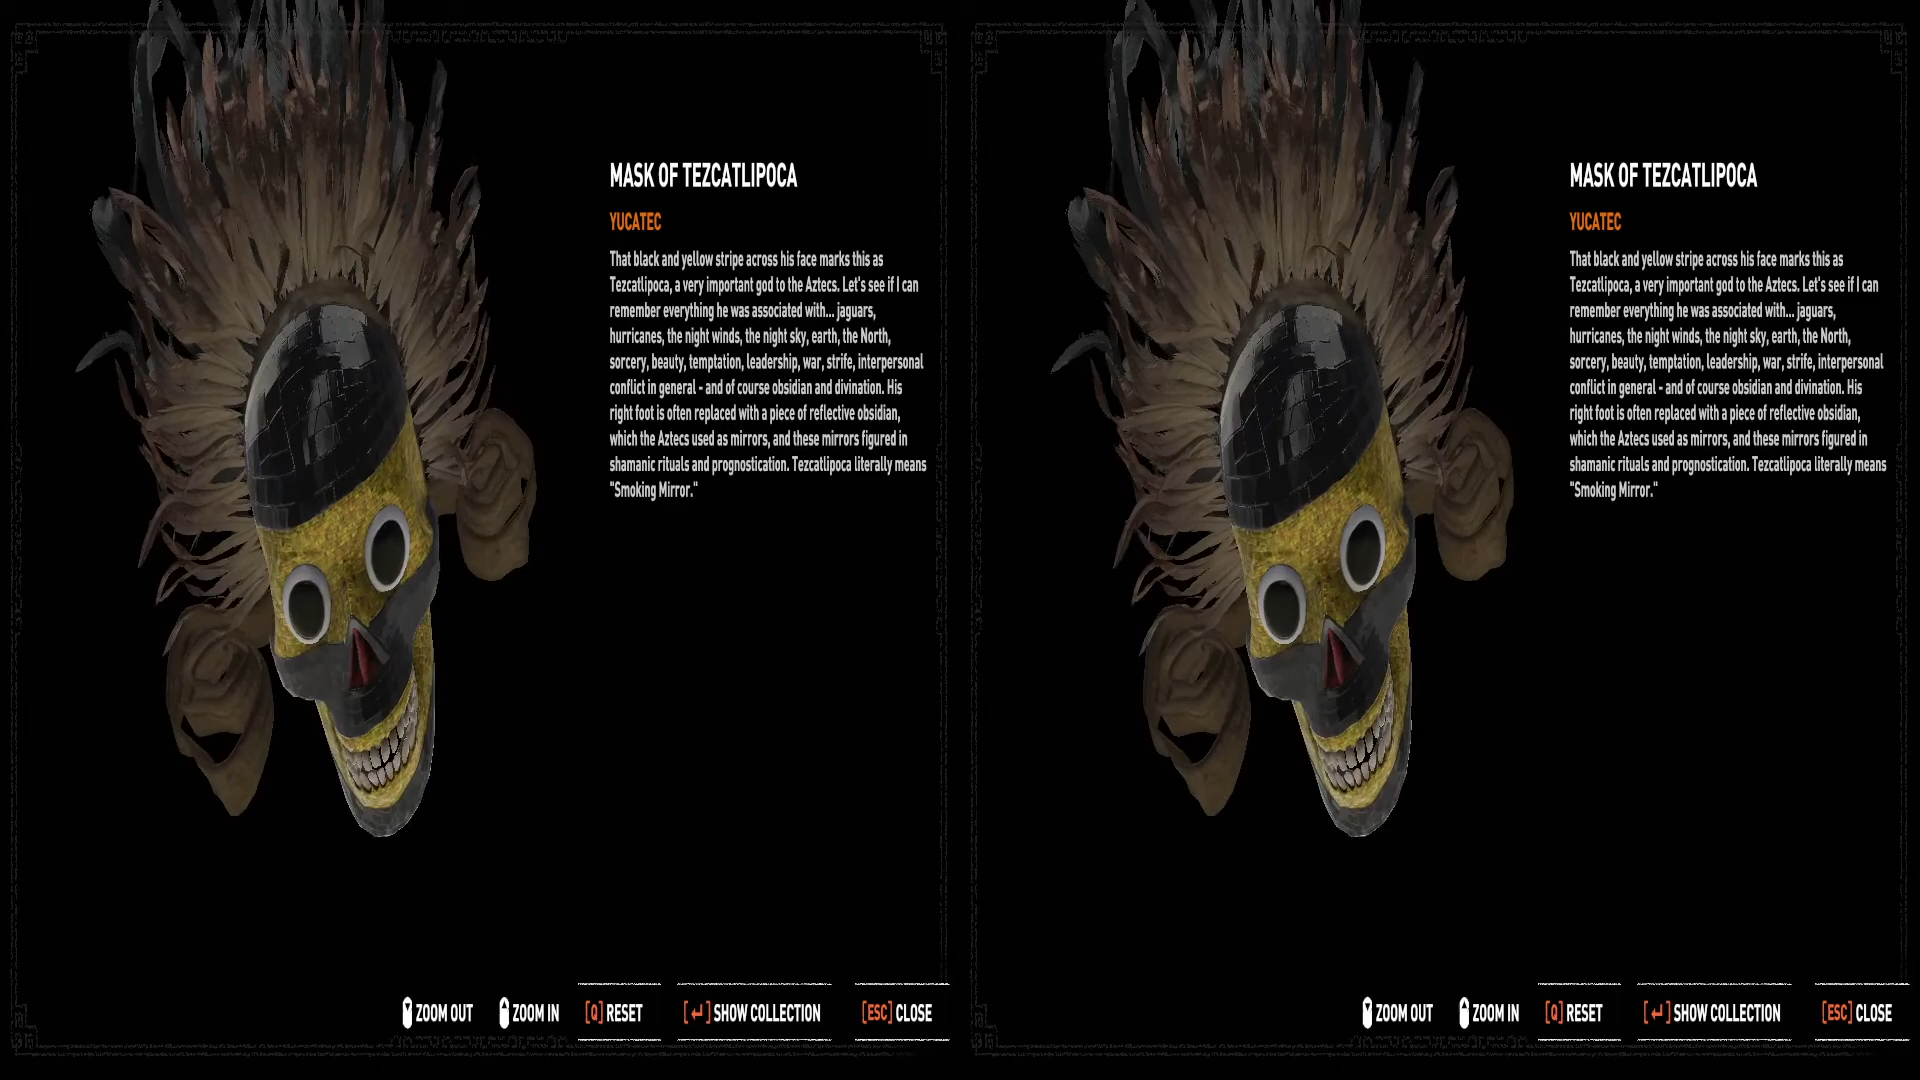 MASK OF TEZCATLIPOCA
YUCATEC
That black and yellow stripe across his face marks this as
Tezcatlipoca, a very important god to the Aztecs. Let's see if I can
remember everything he was associated with... jaguars,
hurricanes, the night winds, the night sky, earth, the North,
sorcery, beauty, temptation, leadership, war, strife, interpersonal
conflict in general - and of course obsidian and divination. His
right foot is often replaced with a piece of reflective obsidian,
which the Aztecs used as mirrors, and these mirrors figured in
shamanic rituals and prognostication. Tezcatlipoca literally means
"Smoking Mirror."
ZOOM OUT ZOOM IN [Q] RESET [↵] SHOW COLLECTION [ESC] CLOSE
MASK OF TEZCATLIPOCA
YUCATEC
That black and yellow stripe across his face marks this as
Tezcatlipoca, a very important god to the Aztecs. Let's see if I can
remember everything he was associated with... jaguars,
hurricanes, the night winds, the night sky, earth, the North,
sorcery, beauty, temptation, leadership, war, strife, interpersonal
conflict in general - and of course obsidian and divination. His
right foot is often replaced with a piece of reflective obsidian,
which the Aztecs used as mirrors, and these mirrors figured in
shamanic rituals and prognostication. Tezcatlipoca literally means
"Smoking Mirror."
ZOOM OUT ZOOM IN [Q] RESET [↵] SHOW COLLECTION [ESC] CLOSE